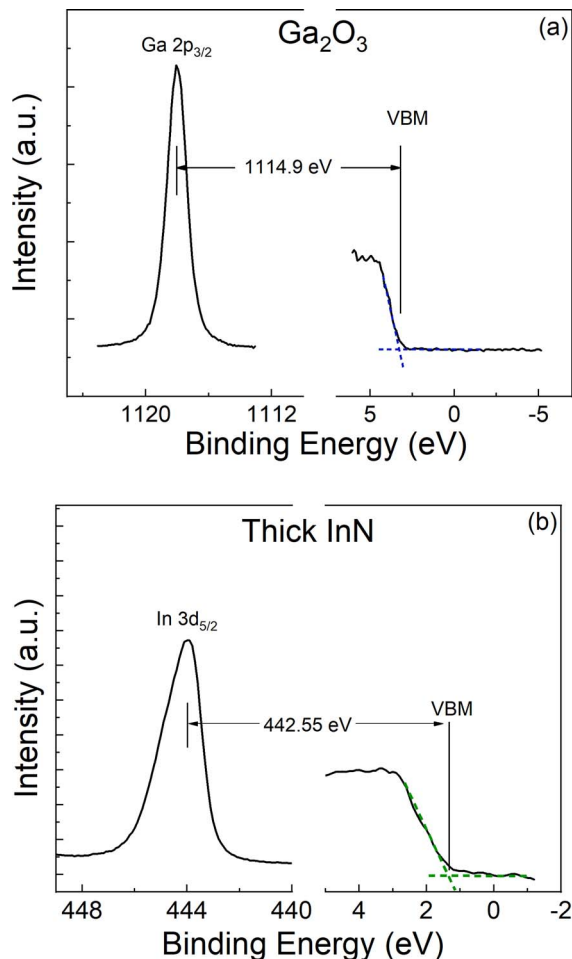 (a)
Ga₂O₃
Ga 2p₃/₂
VBM
1114.9 eV
Intensity (a.u.)
1120 1112 5 0 -5
Binding Energy (eV)
(b)
Thick InN
In 3d₅/₂
VBM
442.55 eV
Intensity (a.u.)
448 444 440 4 2 0 -2
Binding Energy (eV)